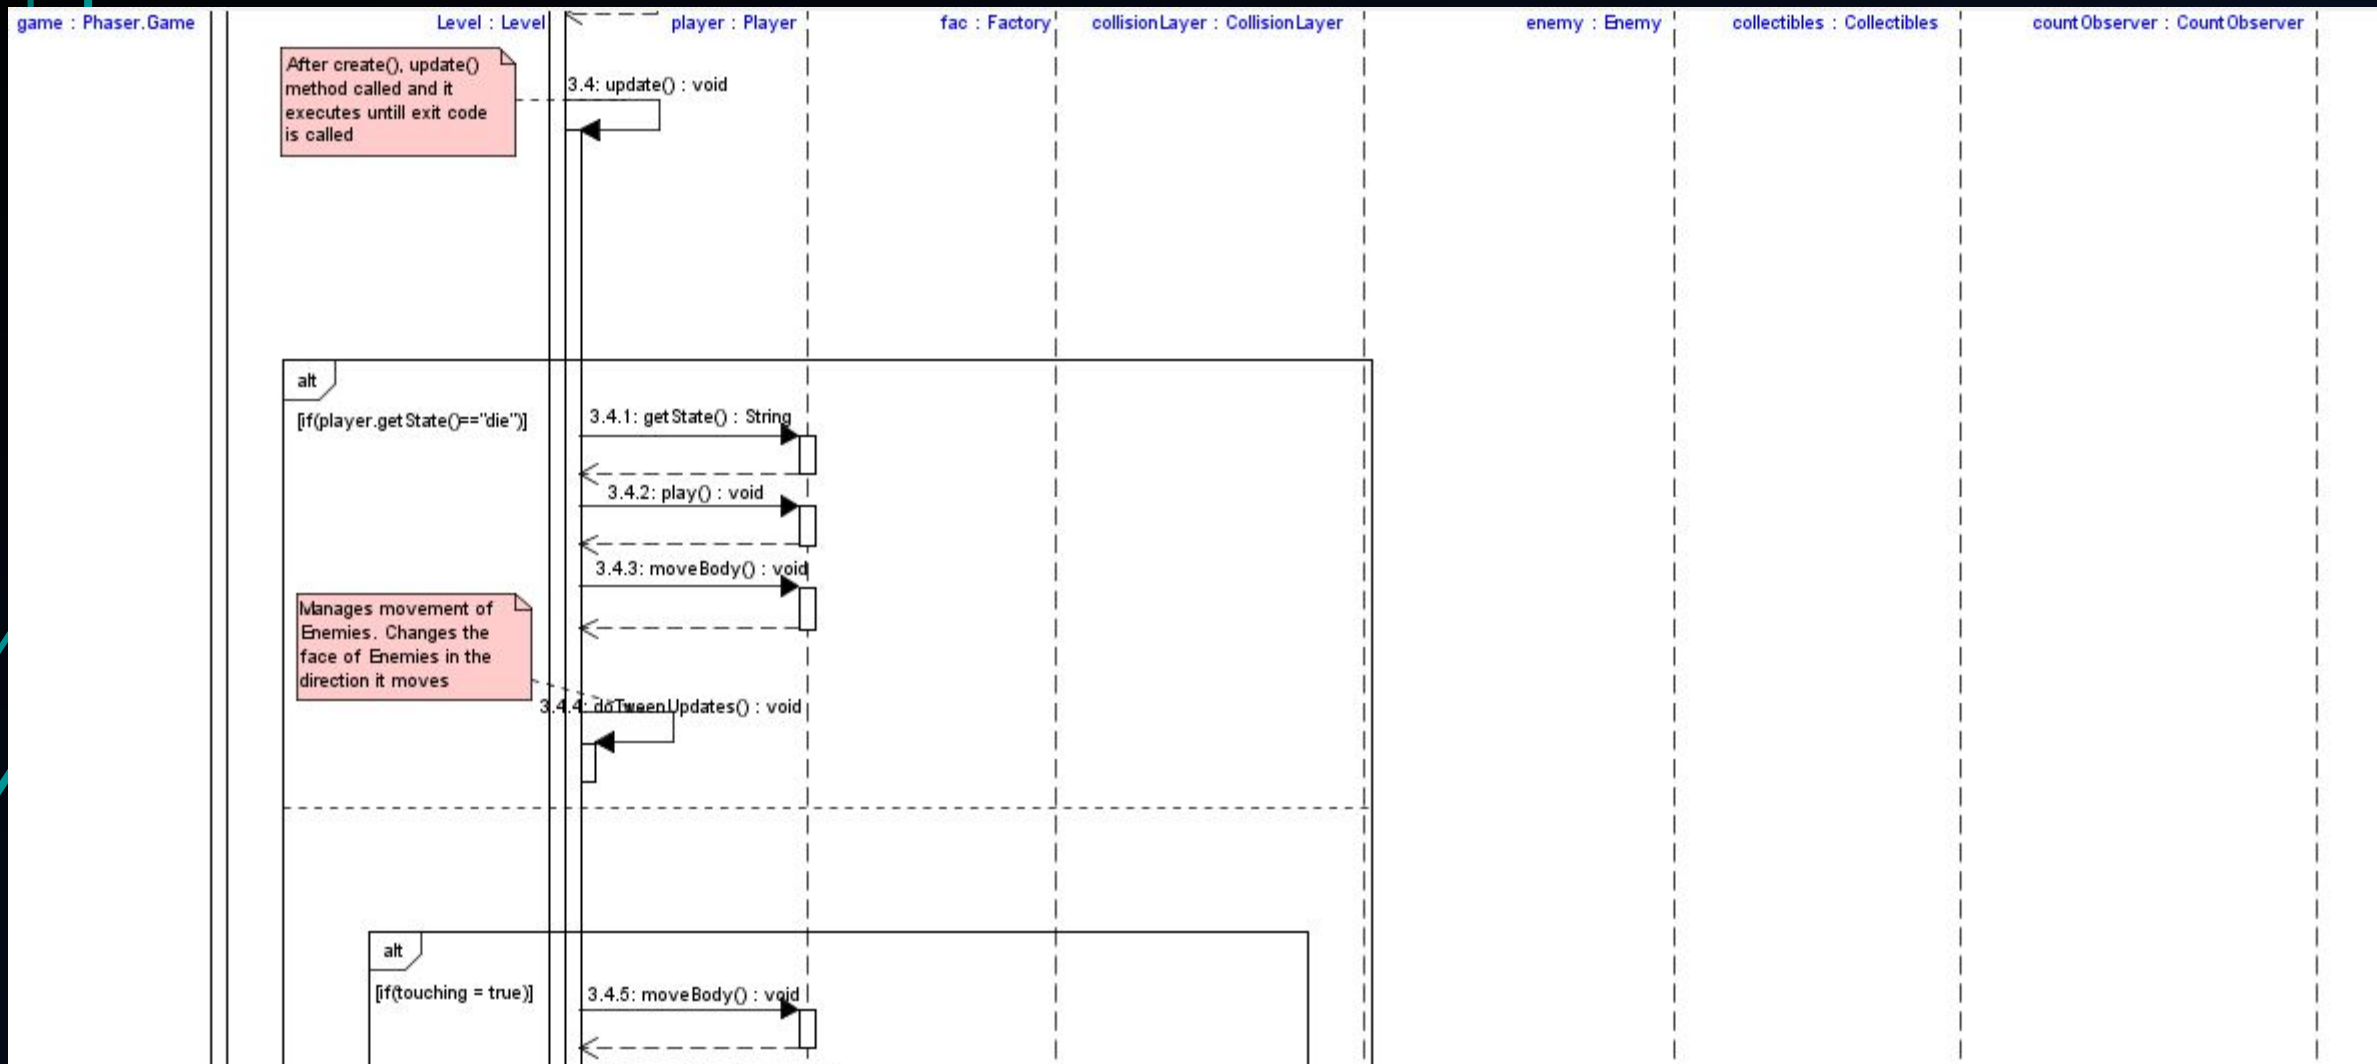 game : Phaser.Game
Level : Level
player : Player
fac : Factory
collisionLayer : CollisionLayer
enemy : Enemy
collectibles : Collectibles
countObserver : CountObserver
After create(), update()
method called and it
executes untill exit code
is called
3.4: update() : void
alt
[if(player.getState()=="die")]
3.4.1: getState() : String
3.4.2: play() : void
3.4.3: moveBody() : void
Manages movement of
Enemies. Changes the
face of Enemies in the
direction it moves
3.4.4: doTweenUpdates() : void
alt
[if(touching = true)]
3.4.5: moveBody() : void